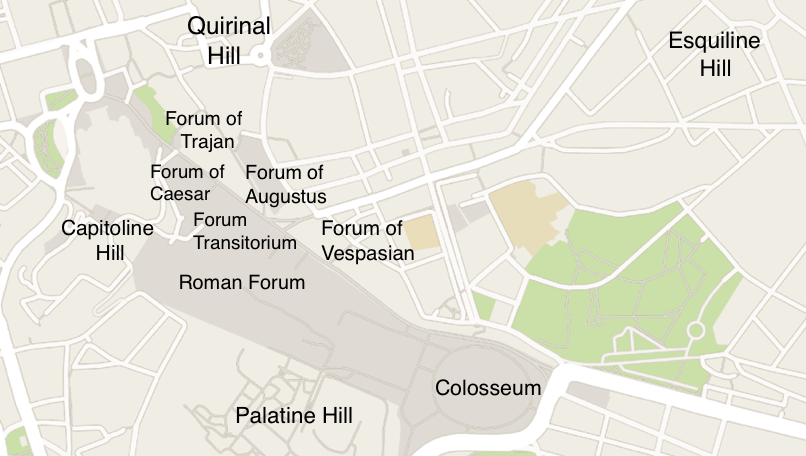 Quirinal
Hill
Esquiline
Hill
Forum of
Trajan
Forum of
Caesar
Forum of
Augustus
Capitoline
Hill
Forum
Transitorium
Forum of
Vespasian
Roman Forum
Colosseum
Palatine Hill